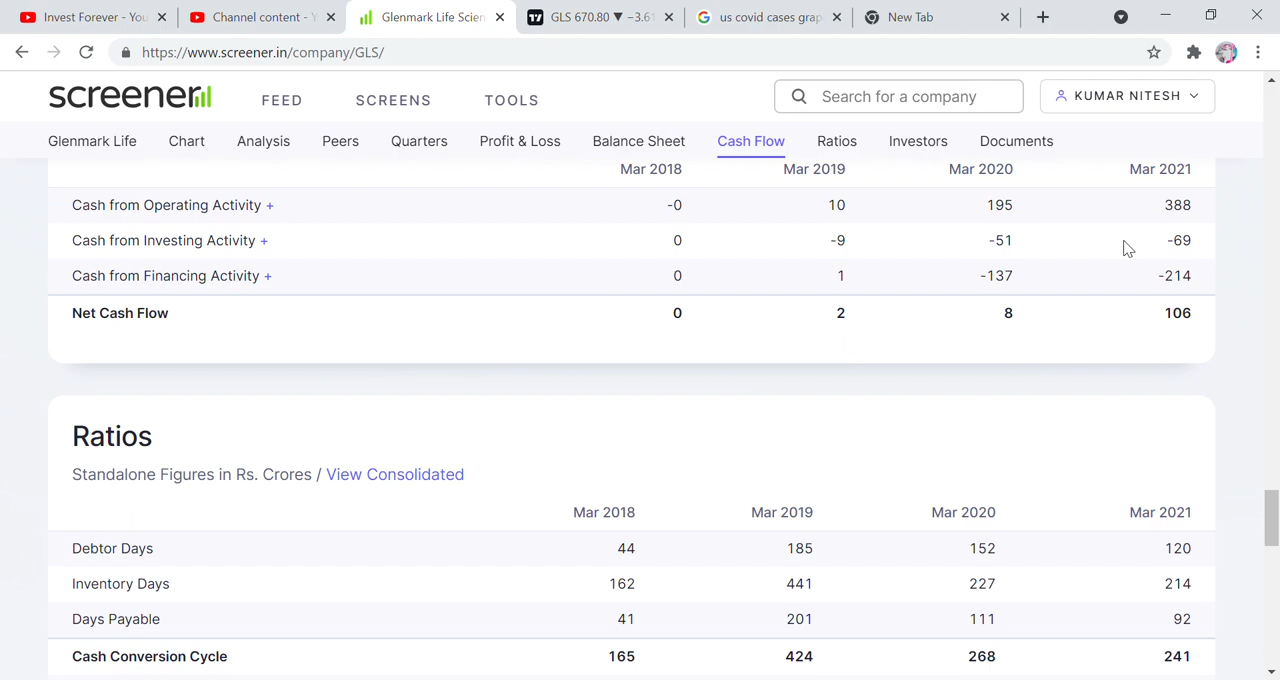 Invest Forever - You
Channel content - Y
Glenmark Life Scien
GLS 670.80 ▼ −3.61
us covid cases grap
New Tab
https://www.screener.in/company/GLS/
screener
FEED
SCREENS
TOOLS
Search for a company
KUMAR NITESH
Glenmark Life
Chart
Analysis
Peers
Quarters
Profit & Loss
Balance Sheet
Cash Flow
Ratios
Investors
Documents
Mar 2018 Mar 2019 Mar 2020 Mar 2021
Cash from Operating Activity + -0 10 195 388
Cash from Investing Activity + 0 -9 -51 -69
Cash from Financing Activity + 0 1 -137 -214
Net Cash Flow 0 2 8 106
Ratios
Standalone Figures in Rs. Crores / View Consolidated
Mar 2018 Mar 2019 Mar 2020 Mar 2021
Debtor Days 44 185 152 120
Inventory Days 162 441 227 214
Days Payable 41 201 111 92
Cash Conversion Cycle 165 424 268 241